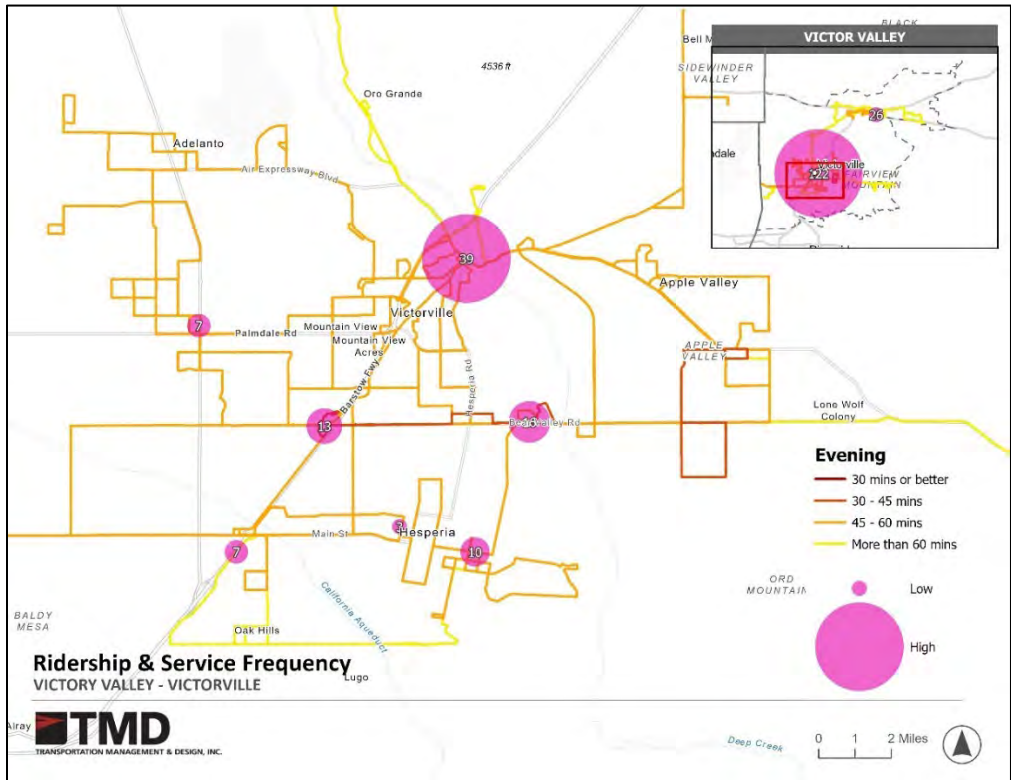 BLACK
VICTOR VALLEY
Bell M
SIDEWINDER
VALLEY
4536 ft
Oro Grande
26
Adelanto
ndale
Victorville
122
FAIRVIEW
MOUNTAIN
Air Expressway Blvd
39
Apple Valley
Victorville
7
Palmdale Rd
Mountain View
Mountain View
Acres
APPLE
VALLEY
Barstow Fwy
Hesperia Rd
Lone Wolf
Colony
13
Bear Valley Rd
Evening
30 mins or better
30 - 45 mins
45 - 60 mins
More than 60 mins
Hesperia
Main St
7
10
ORD
MOUNTAIN
Low
California Aqueduct
BALDY
MESA
Oak Hills
High
Ridership & Service Frequency
VICTORY VALLEY - VICTORVILLE
Lugo
Alray
TMD
TRANSPORTATION MANAGEMENT & DESIGN, INC.
Deep Creek
0 1 2 Miles